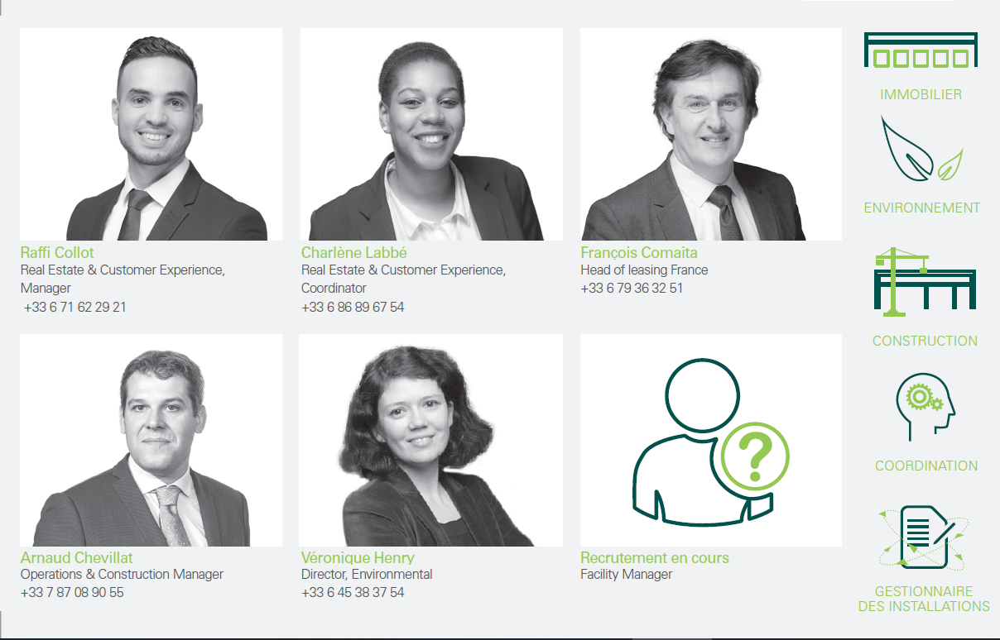 Raffi Collot
Real Estate & Customer Experience,
Manager
+33 6 71 62 29 21
Charlène Labbé
Real Estate & Customer Experience,
Coordinator
+33 6 86 89 67 54
François Comaita
Head of leasing France
+33 6 79 36 32 51
Arnaud Chevillat
Operations & Construction Manager
+33 7 87 08 90 55
Véronique Henry
Director, Environmental
+33 6 45 38 37 54
?
Recrutement en cours
Facility Manager
IMMOBILIER
ENVIRONNEMENT
CONSTRUCTION
COORDINATION
GESTIONNAIRE
DES INSTALLATIONS